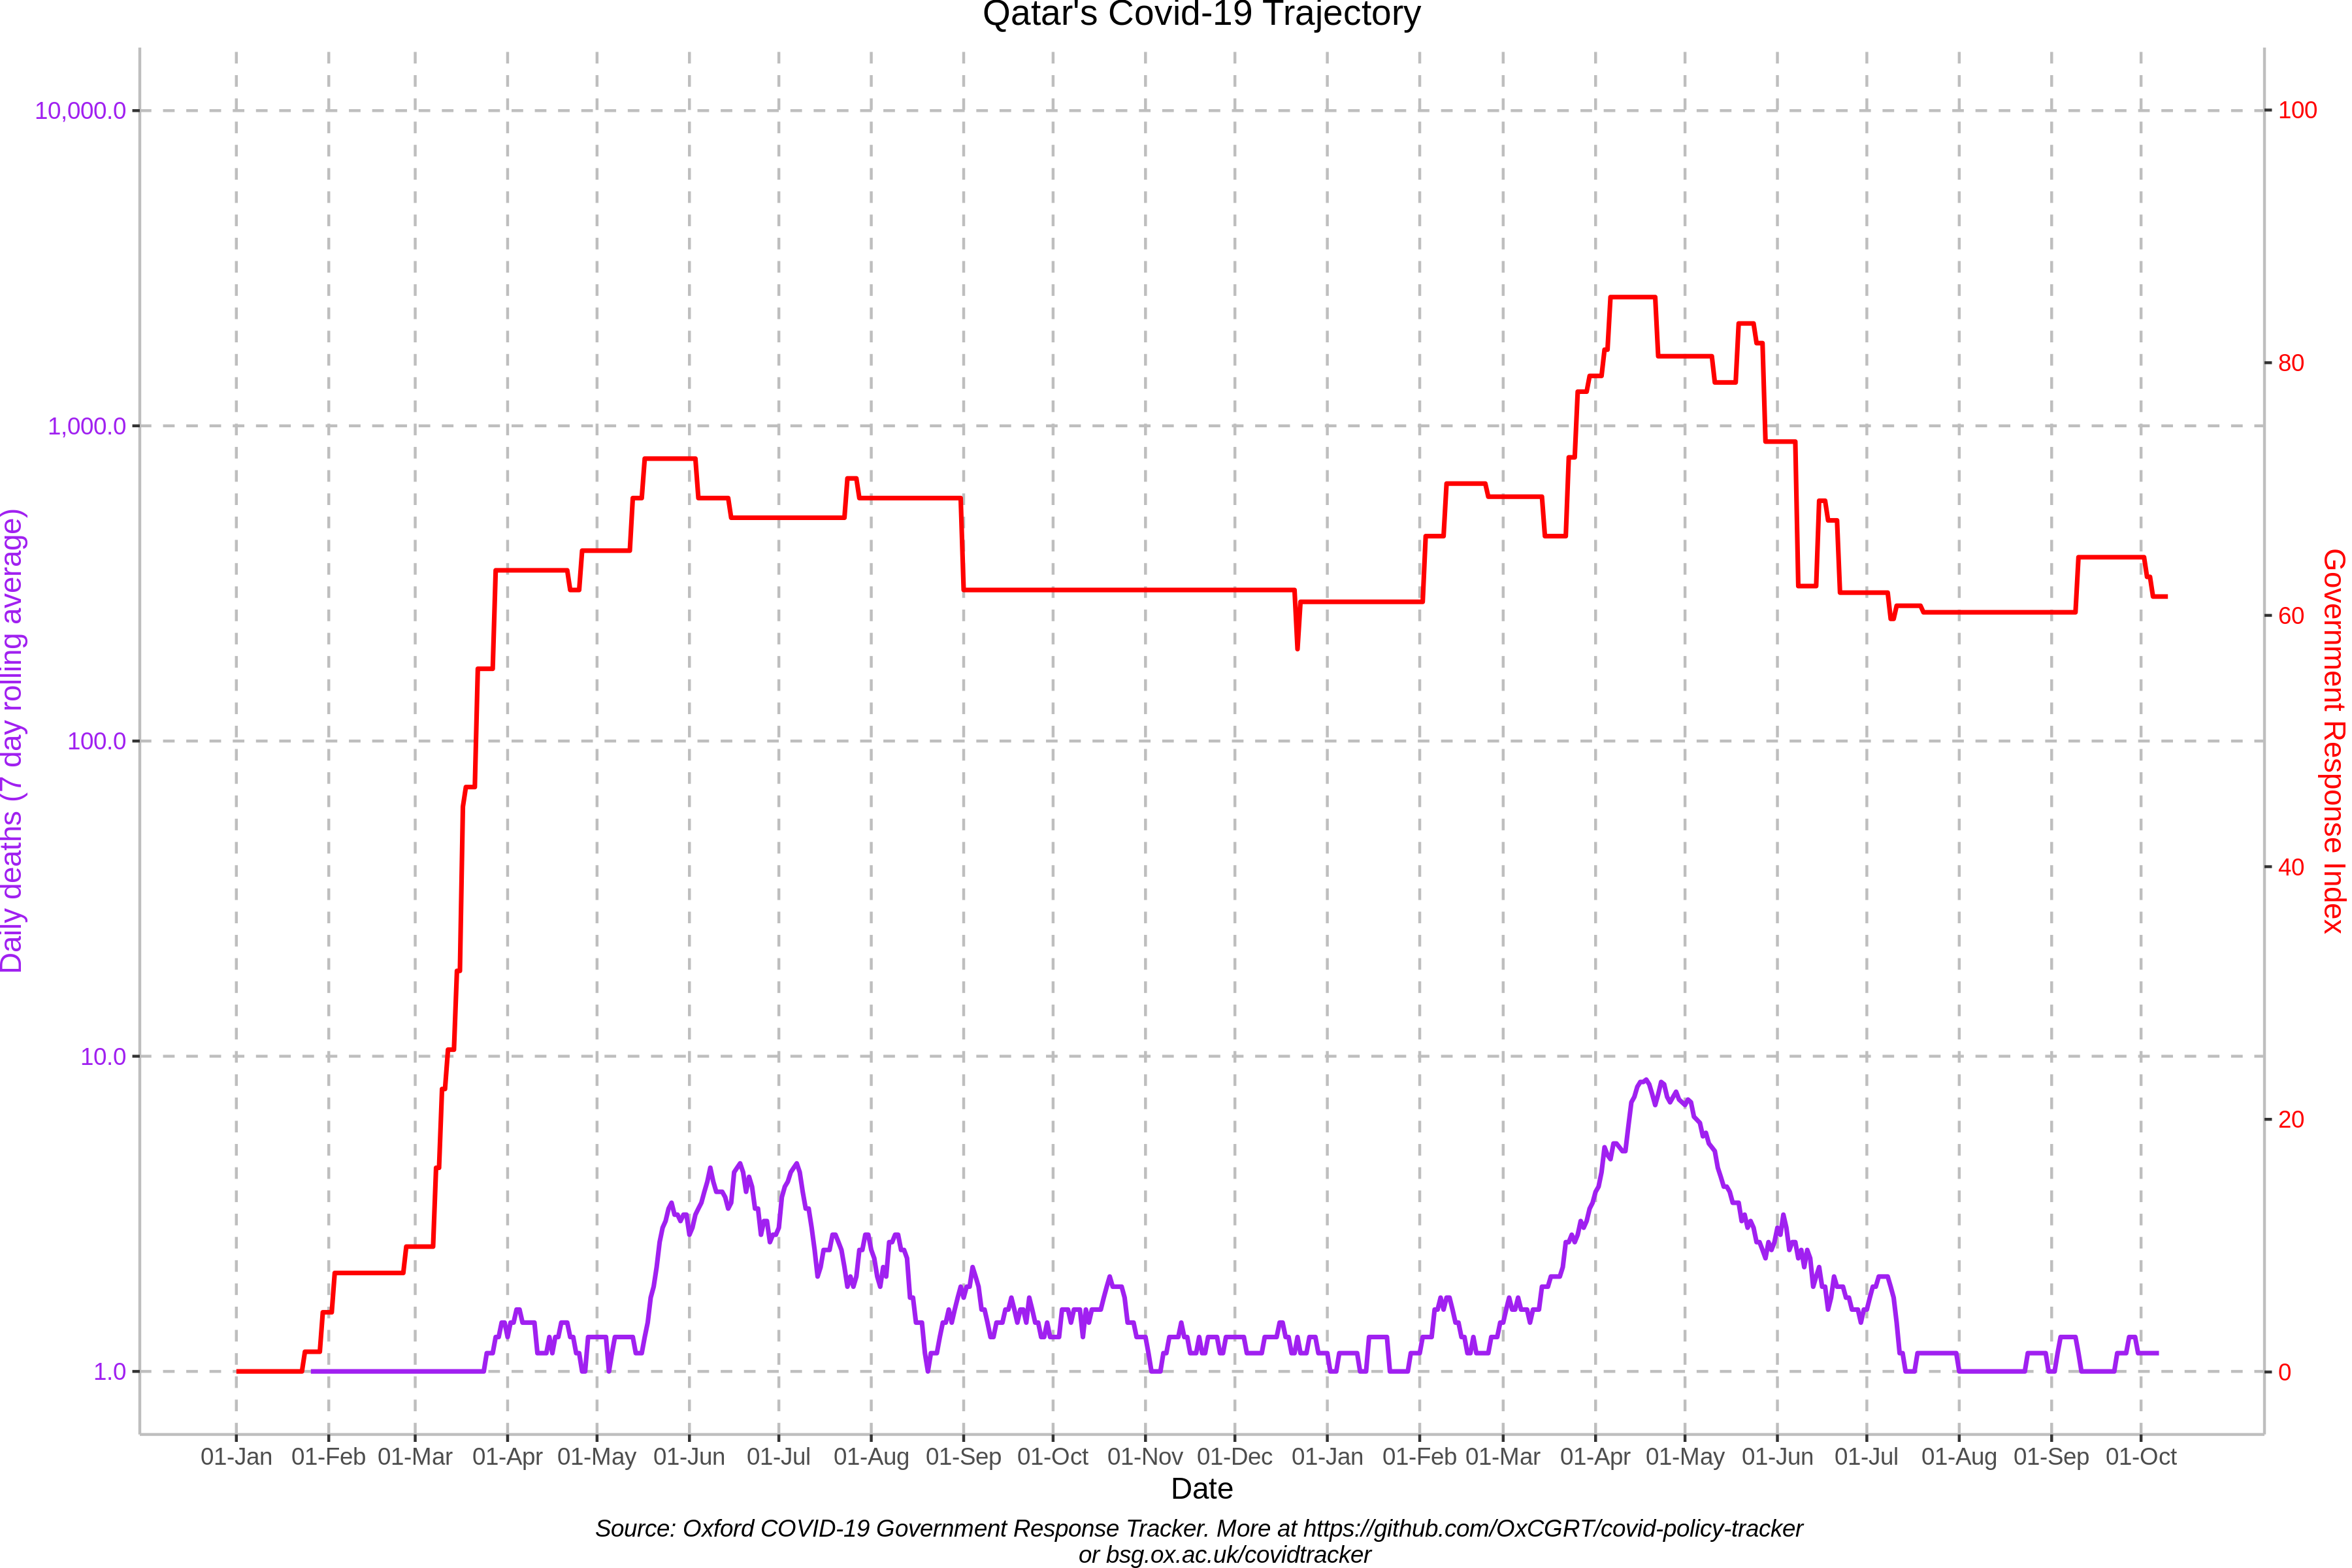 Qatar's Covid-19 Trajectory
10,000.0
1,000.0
100.0
10.0
1.0
Daily deaths (7 day rolling average)
100
80
60
40
20
0
Government Response Index
01-Jan 01-Feb 01-Mar 01-Apr 01-May 01-Jun 01-Jul 01-Aug 01-Sep 01-Oct 01-Nov 01-Dec 01-Jan 01-Feb 01-Mar 01-Apr 01-May 01-Jun 01-Jul 01-Aug 01-Sep 01-Oct
Date
Source: Oxford COVID-19 Government Response Tracker. More at https://github.com/OxCGRT/covid-policy-tracker
or bsg.ox.ac.uk/covidtracker